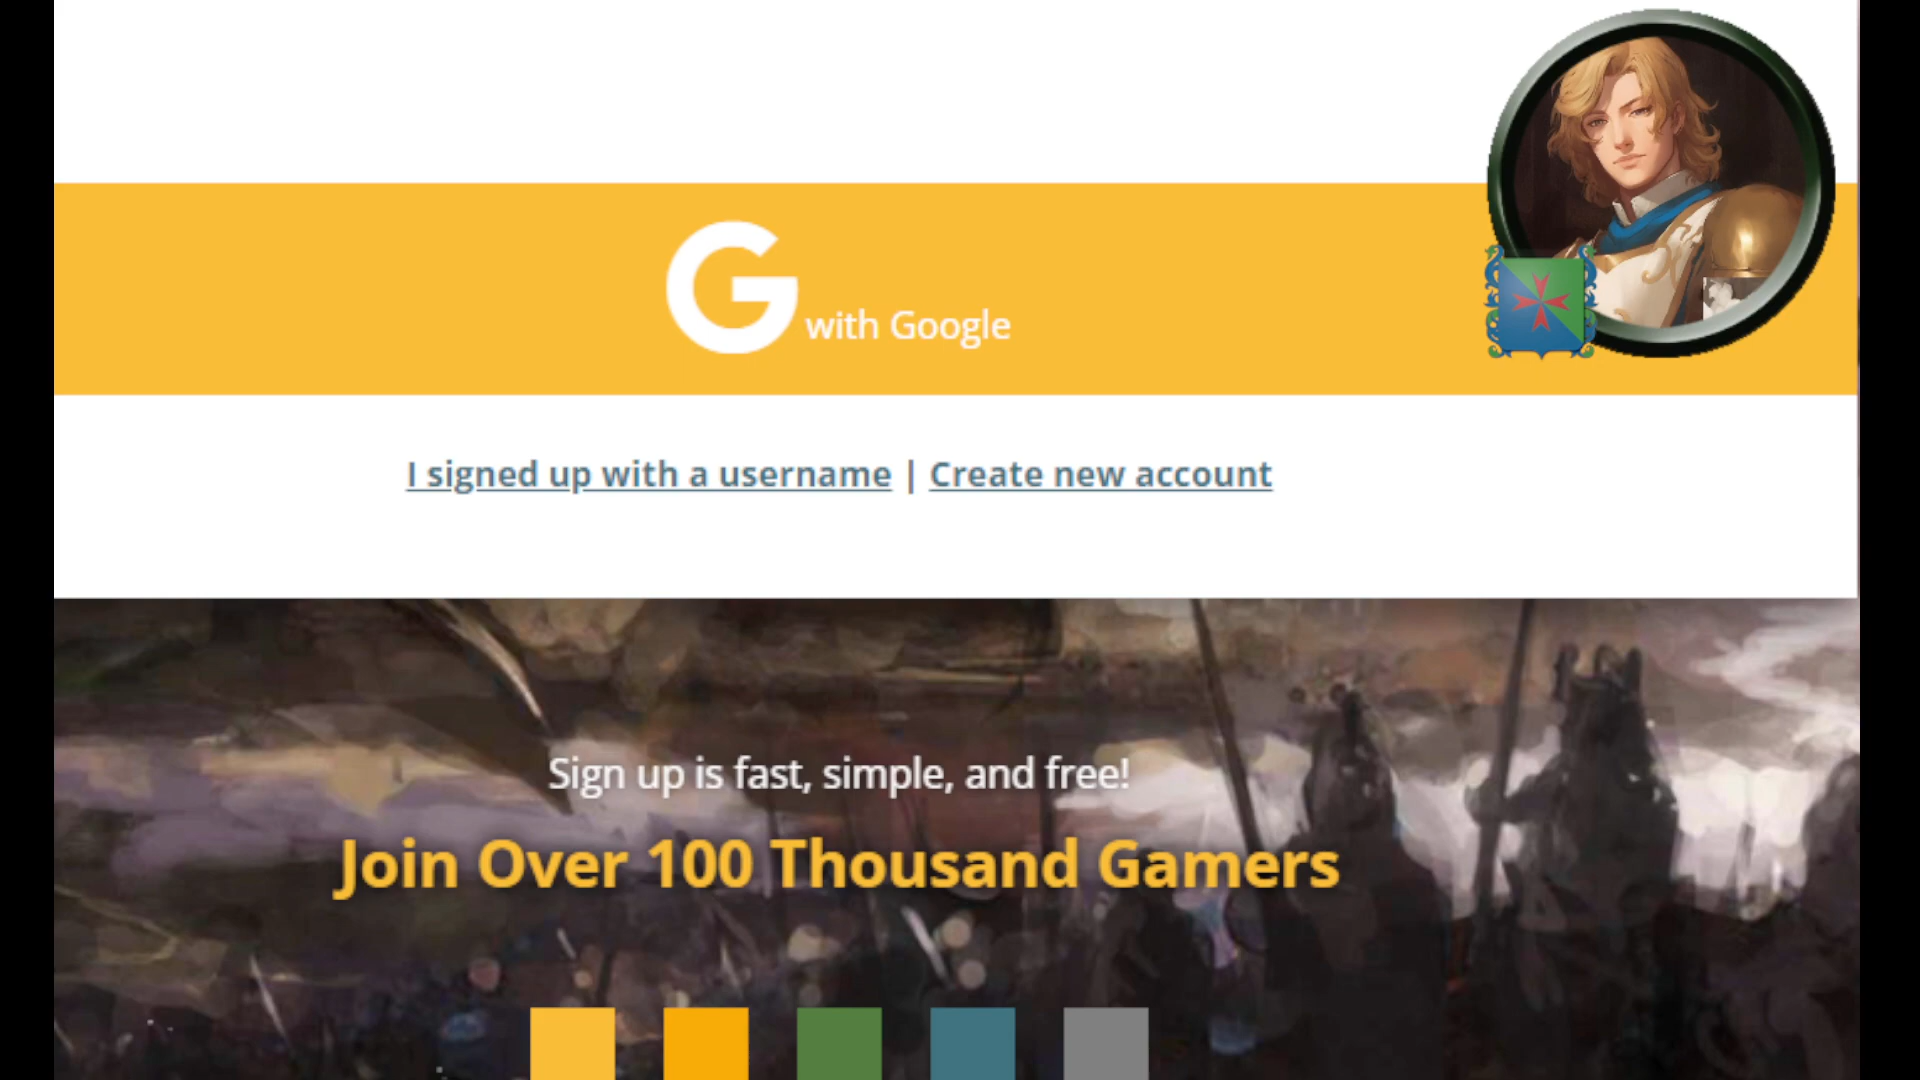 G with Google
I signed up with a username | Create new account
Sign up is fast, simple, and free!
Join Over 100 Thousand Gamers